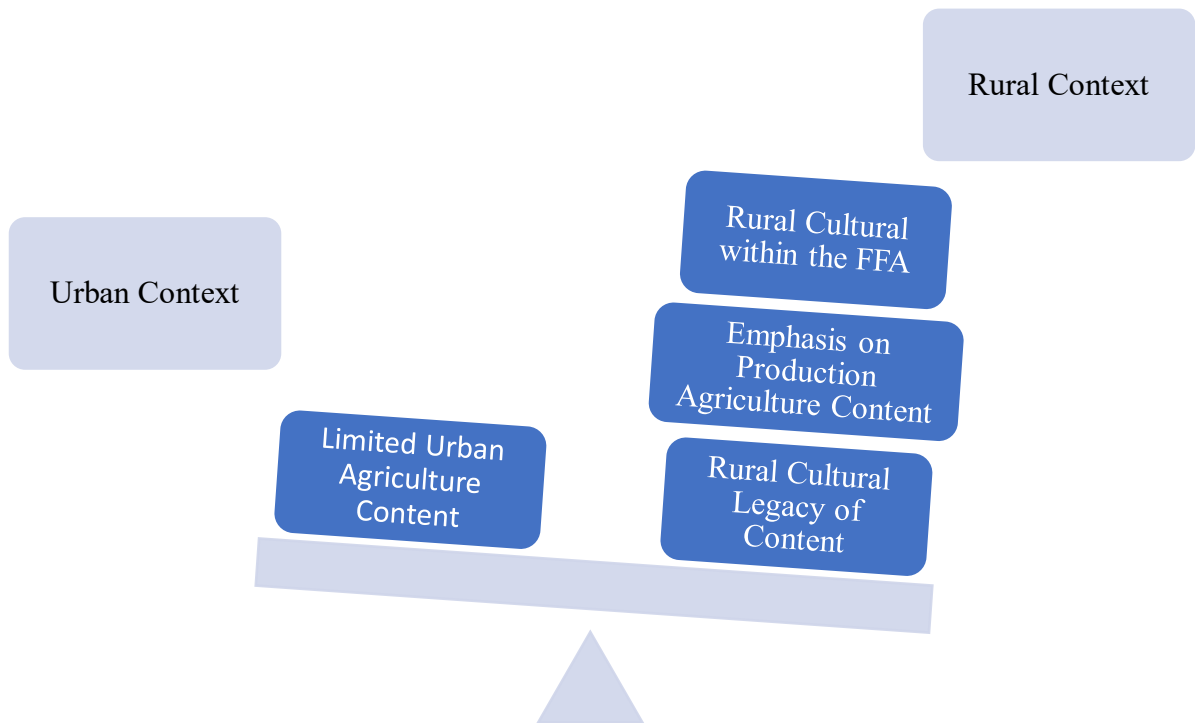 Rural Context
Urban Context
Rural Cultural
within the FFA
Emphasis on
Production
Agriculture Content
Limited Urban
Agriculture
Content
Rural Cultural
Legacy of
Content